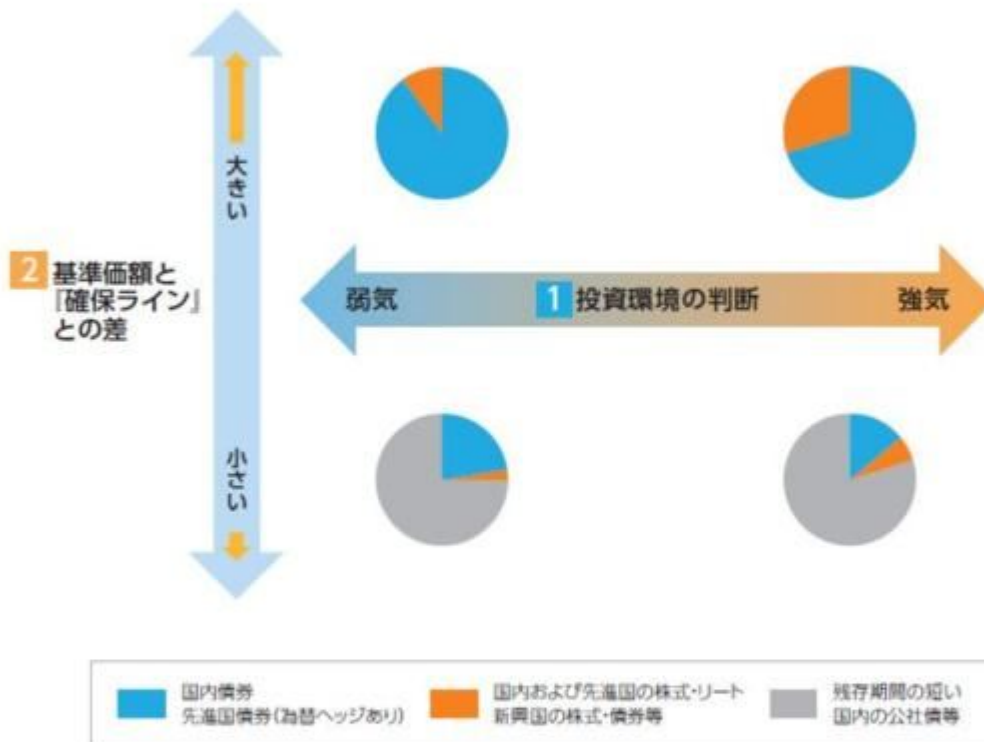 大きい
2 基準価額と
『確保ライン』
との差
弱気 1 投資環境の判断 強気
小さい
国内債券
先進国債券(為替ヘッジあり)
国内および先進国の株式・リート
新興国の株式・債券等
残存期間の短い
国内の公社債等